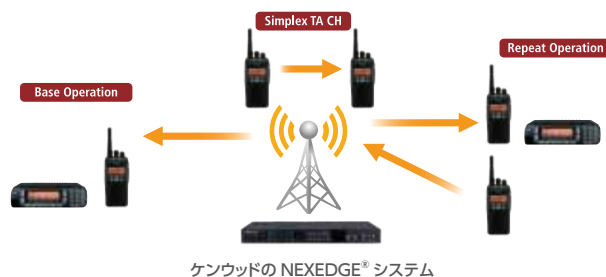 Simplex TA CH
Repeat Operation
Base Operation
ケンウッドの NEXEDGE® システム